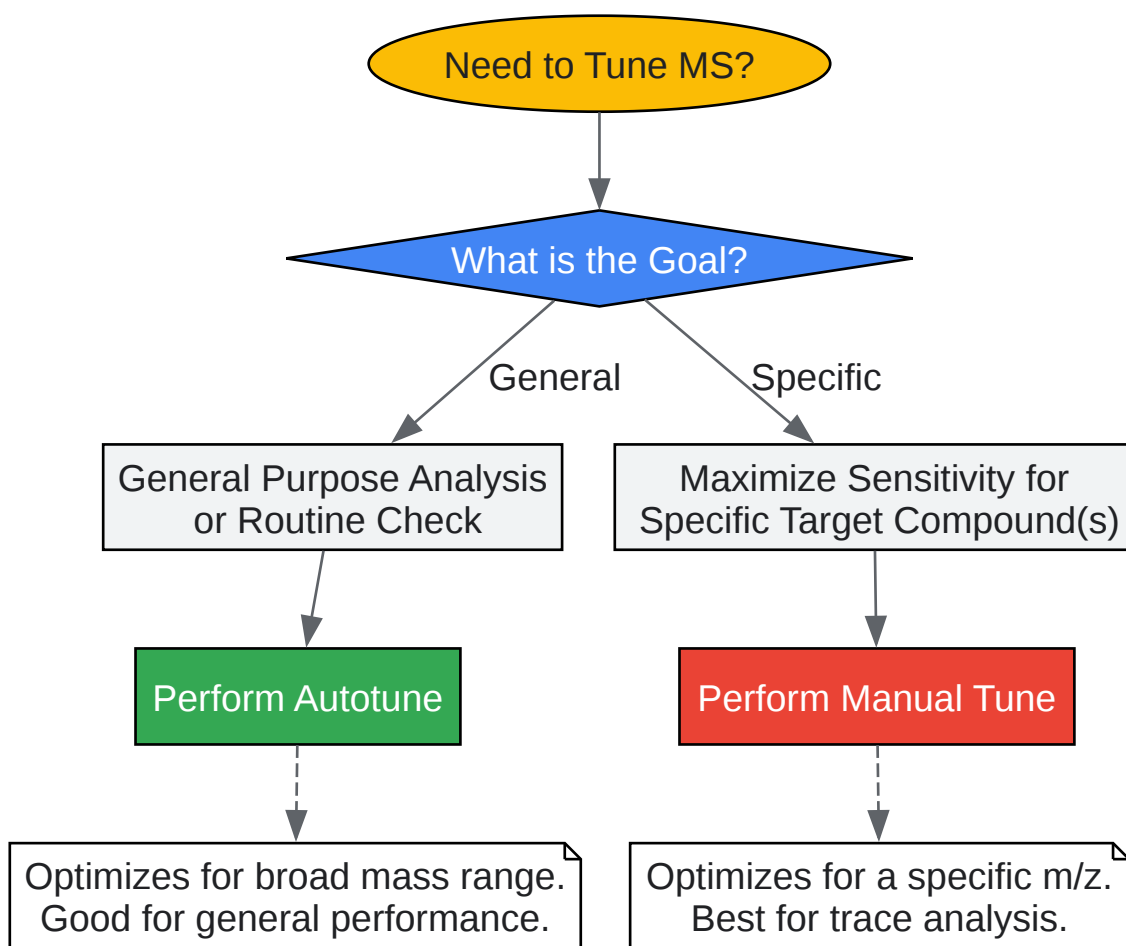 Need to Tune MS?
What is the Goal?
General
Specific
General Purpose Analysis
or Routine Check
Maximize Sensitivity for
Specific Target Compound(s)
Perform Autotune
Perform Manual Tune
Optimizes for broad mass range.
Good for general performance.
Optimizes for a specific m/z.
Best for trace analysis.